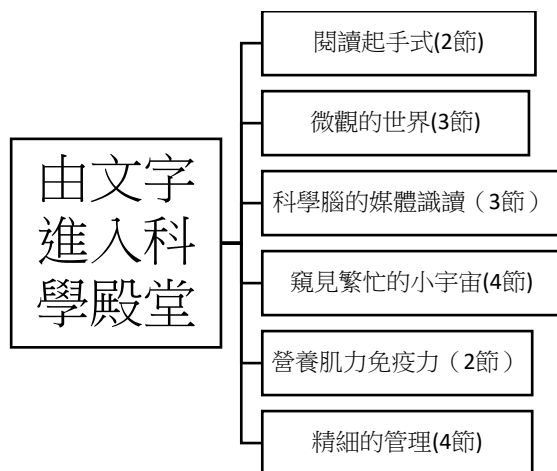 由文字
進入科
學殿堂
閱讀起手式(2節)
微觀的世界(3節)
科學腦的媒體識讀（3節）
窺見繁忙的小宇宙(4節)
營養肌力免疫力（2節）
精細的管理(4節)